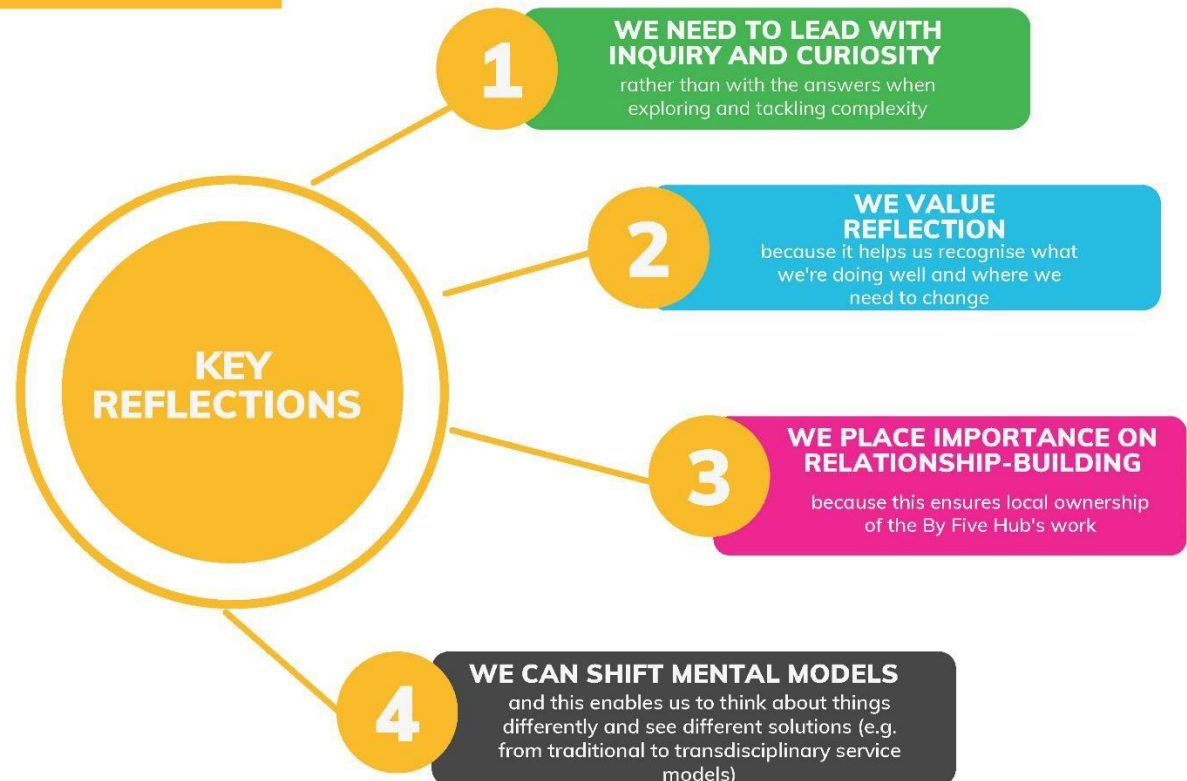 1
WE NEED TO LEAD WITH
INQUIRY AND CURIOSITY
rather than with the answers when
exploring and tackling complexity
2
WE VALUE
REFLECTION
because it helps us recognise what
we're doing well and where we
need to change
KEY
REFLECTIONS
3
WE PLACE IMPORTANCE ON
RELATIONSHIP-BUILDING
because this ensures local ownership
of the By Five Hub's work
4
WE CAN SHIFT MENTAL MODELS
and this enables us to think about things
differently and see different solutions (e.g.
from traditional to transdisciplinary service
models)